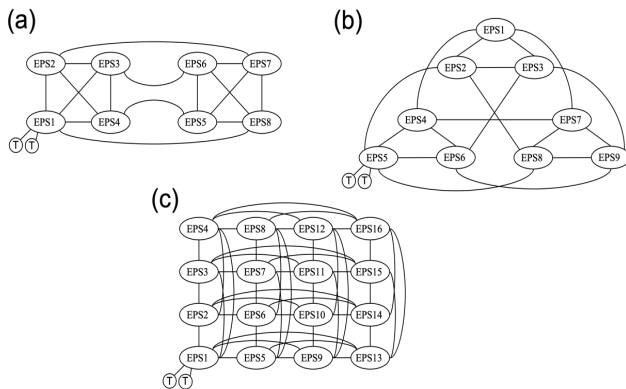 (a)
EPS2 EPS3 EPS6 EPS7
EPS1 EPS4 EPS5 EPS8
T T
(b)
EPS1
EPS2 EPS3
EPS4 EPS7
EPS5 EPS6 EPS8 EPS9
T T
(c)
EPS4 EPS8 EPS12 EPS16
EPS3 EPS7 EPS11 EPS15
EPS2 EPS6 EPS10 EPS14
EPS1 EPS5 EPS9 EPS13
T T